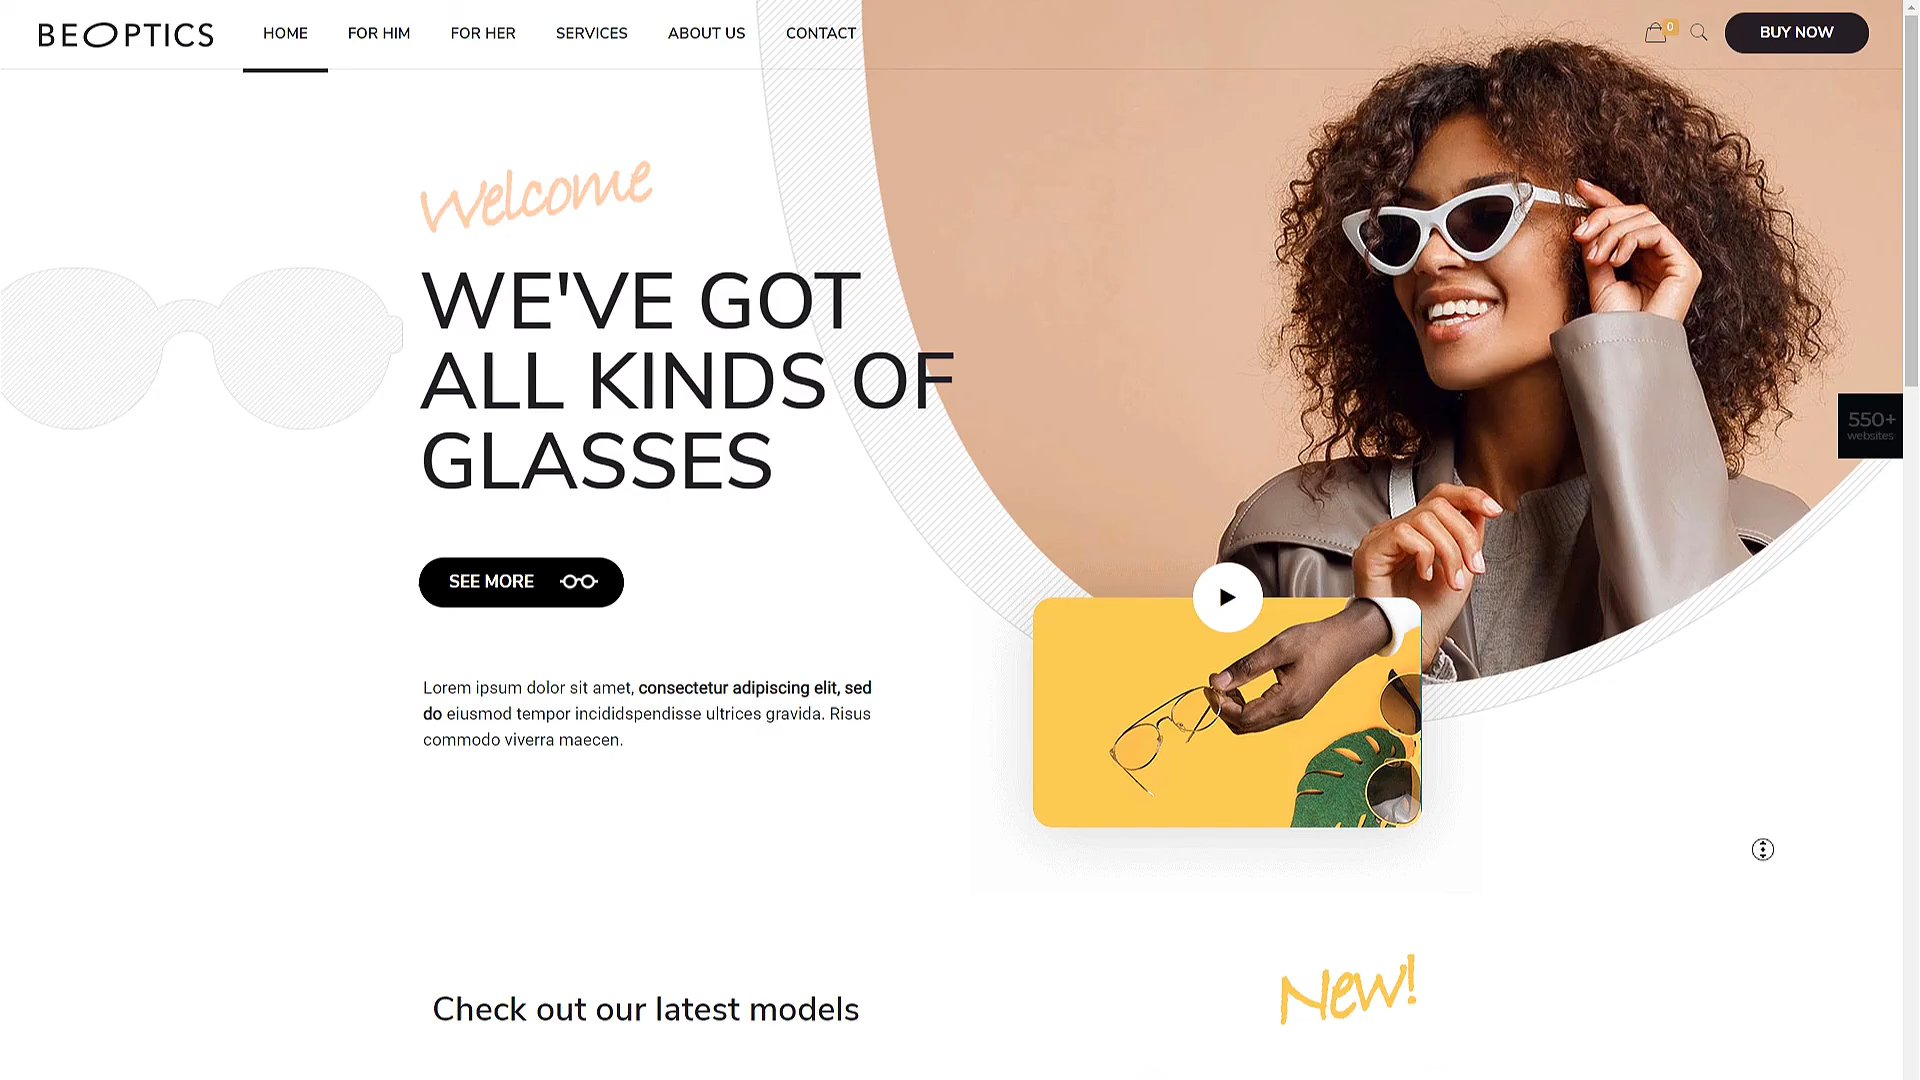 BEOPTICS
HOME
FOR HIM
FOR HER
SERVICES
ABOUT US
CONTACT
0
BUY NOW
Welcome
WE'VE GOT
ALL KINDS OF
GLASSES
550+
websites
SEE MORE
Lorem ipsum dolor sit amet, consectetur adipiscing elit, sed
do eiusmod tempor incididspendisse ultrices gravida. Risus
commodo viverra maecen.
New!
Check out our latest models